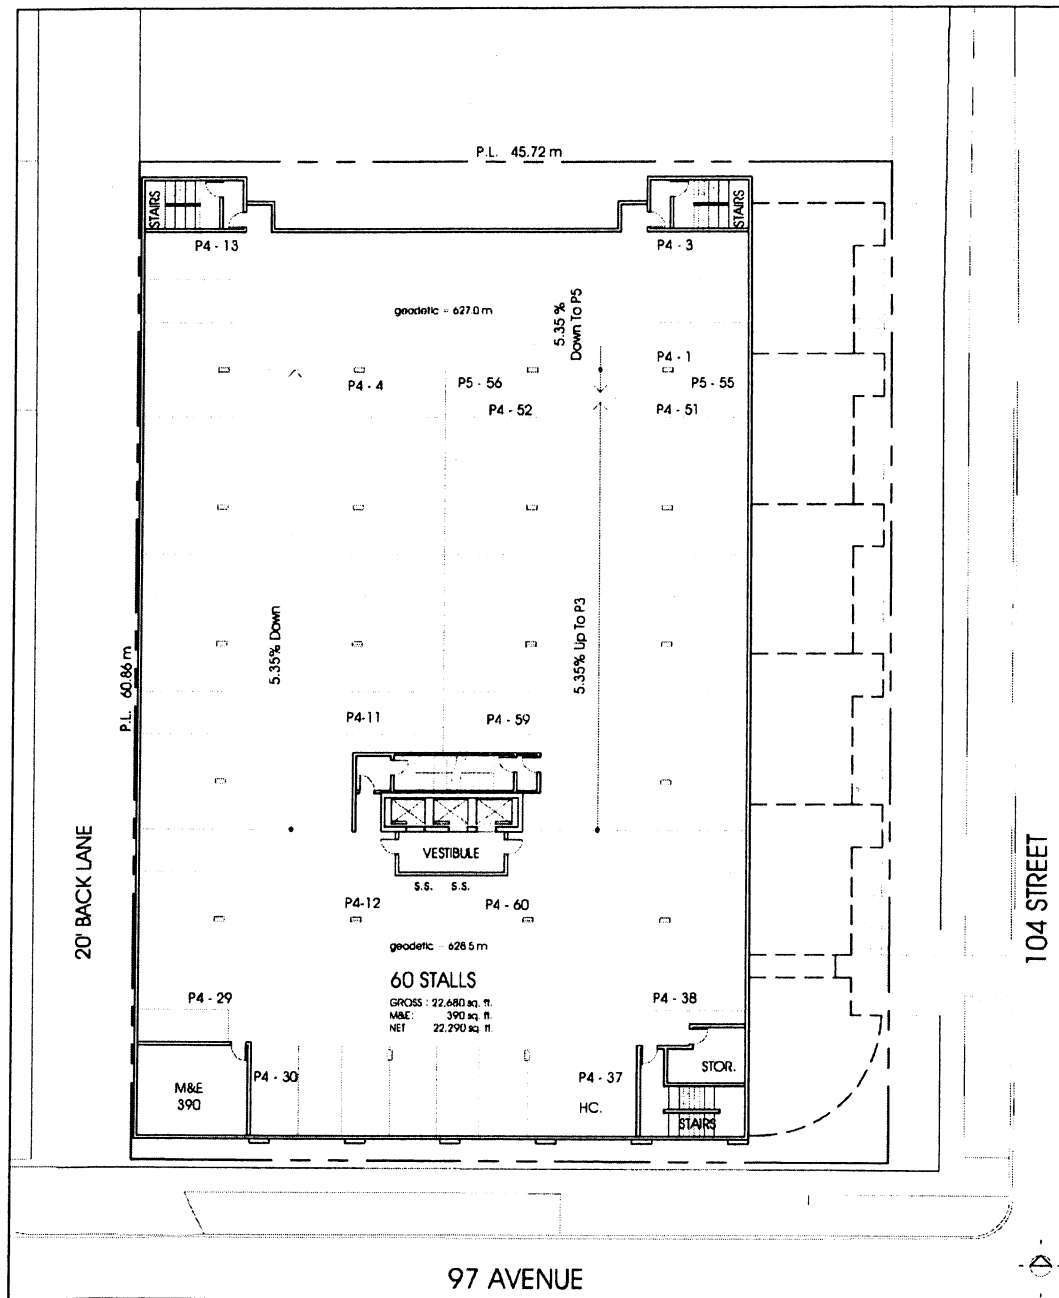 P.L. 45.72 m
STAIRS
STAIRS
P4 - 13
P4 - 3
geodetic = 627.0 m
5.35 %
Down To P5
P4 - 1
P4 - 4
P5 - 56
P5 - 55
P4 - 52
P4 - 51
5.35% Down
5.35% Up To P3
P.L. 60.86 m
P4-11
P4 - 59
VESTIBULE
S.S. S.S.
20' BACK LANE
104 STREET
P4-12
P4 - 60
geodetic = 628.5 m
60 STALLS
GROSS : 22,680 sq. ft.
M&E: 390 sq. ft.
NET 22,290 sq. ft.
P4 - 29
P4 - 38
STOR.
P4 - 30
P4 - 37
M&E
390
HC.
STAIRS
97 AVENUE